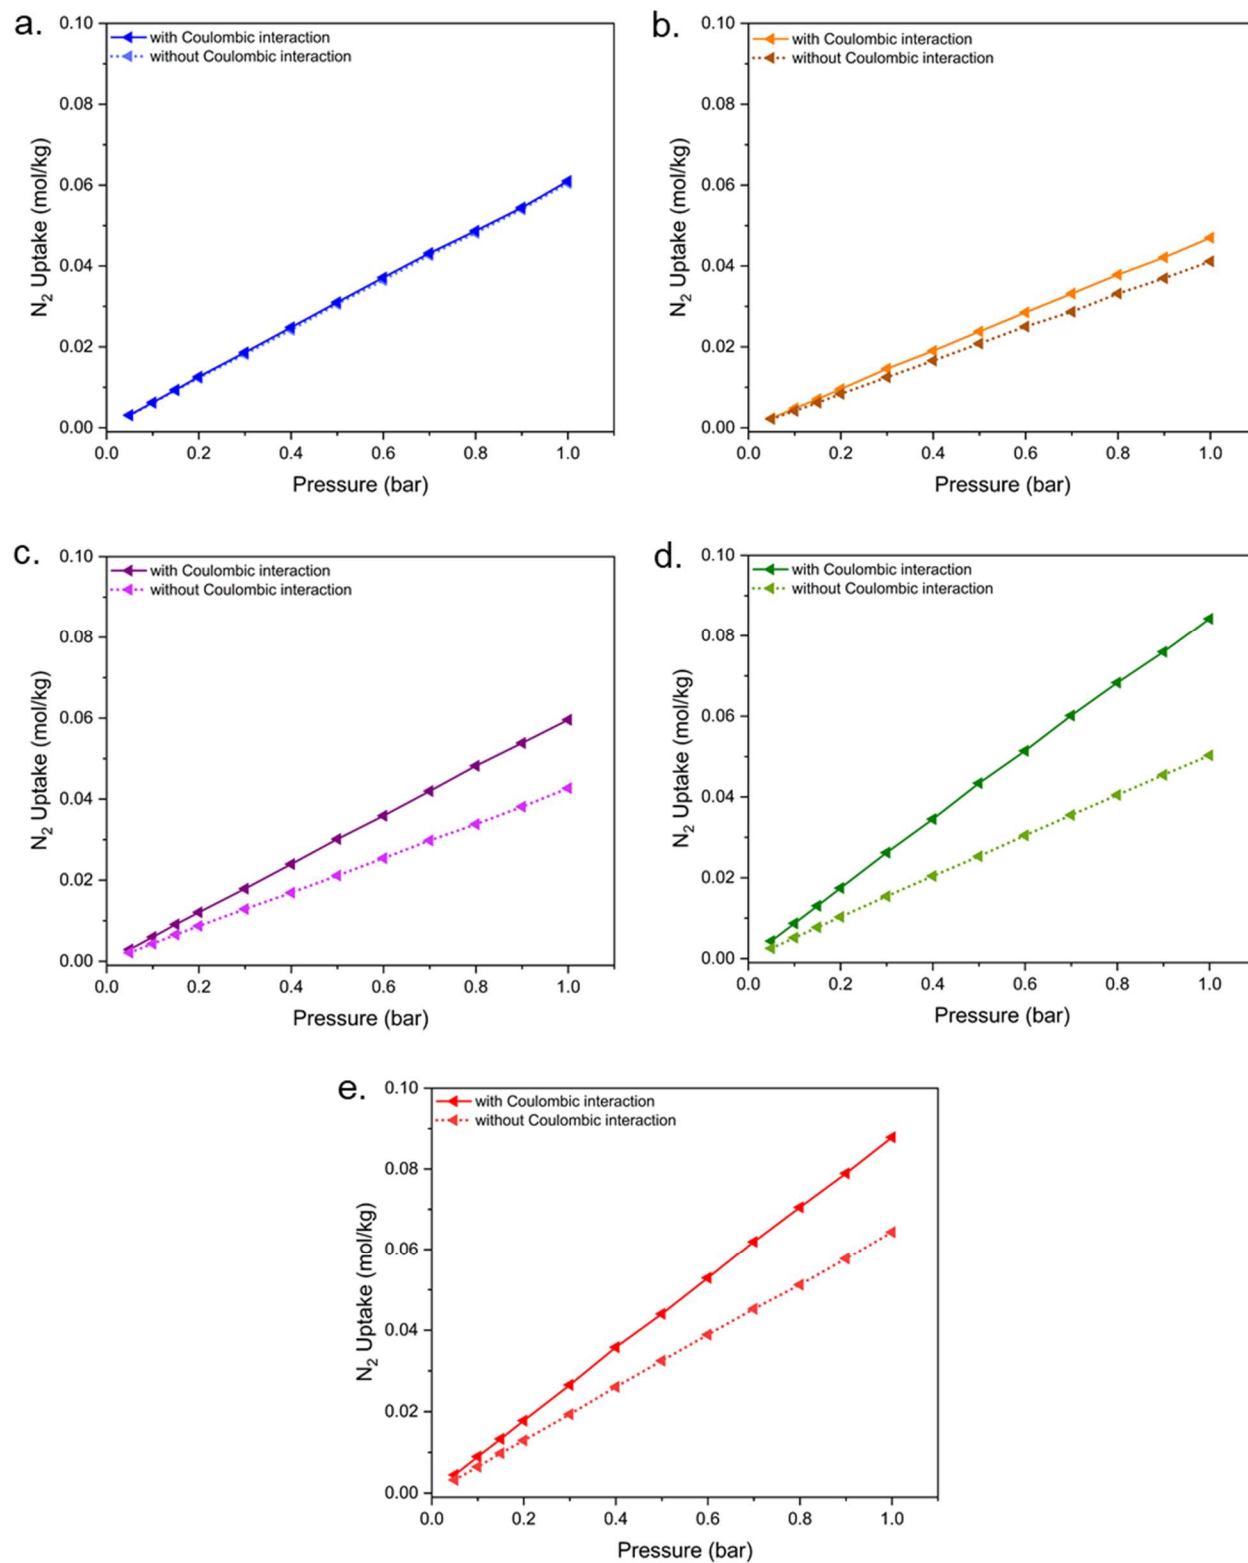 a.
with Coulombic interaction
without Coulombic interaction
N₂ Uptake (mol/kg)
0.10
0.08
0.06
0.04
0.02
0.00
0.0 0.2 0.4 0.6 0.8 1.0
Pressure (bar)
b.
with Coulombic interaction
without Coulombic interaction
N₂ Uptake (mol/kg)
0.10
0.08
0.06
0.04
0.02
0.00
0.0 0.2 0.4 0.6 0.8 1.0
Pressure (bar)
c.
with Coulombic interaction
without Coulombic interaction
N₂ Uptake (mol/kg)
0.10
0.08
0.06
0.04
0.02
0.00
0.0 0.2 0.4 0.6 0.8 1.0
Pressure (bar)
d.
with Coulombic interaction
without Coulombic interaction
N₂ Uptake (mol/kg)
0.10
0.08
0.06
0.04
0.02
0.00
0.0 0.2 0.4 0.6 0.8 1.0
Pressure (bar)
e.
with Coulombic interaction
without Coulombic interaction
N₂ Uptake (mol/kg)
0.10
0.08
0.06
0.04
0.02
0.00
0.0 0.2 0.4 0.6 0.8 1.0
Pressure (bar)